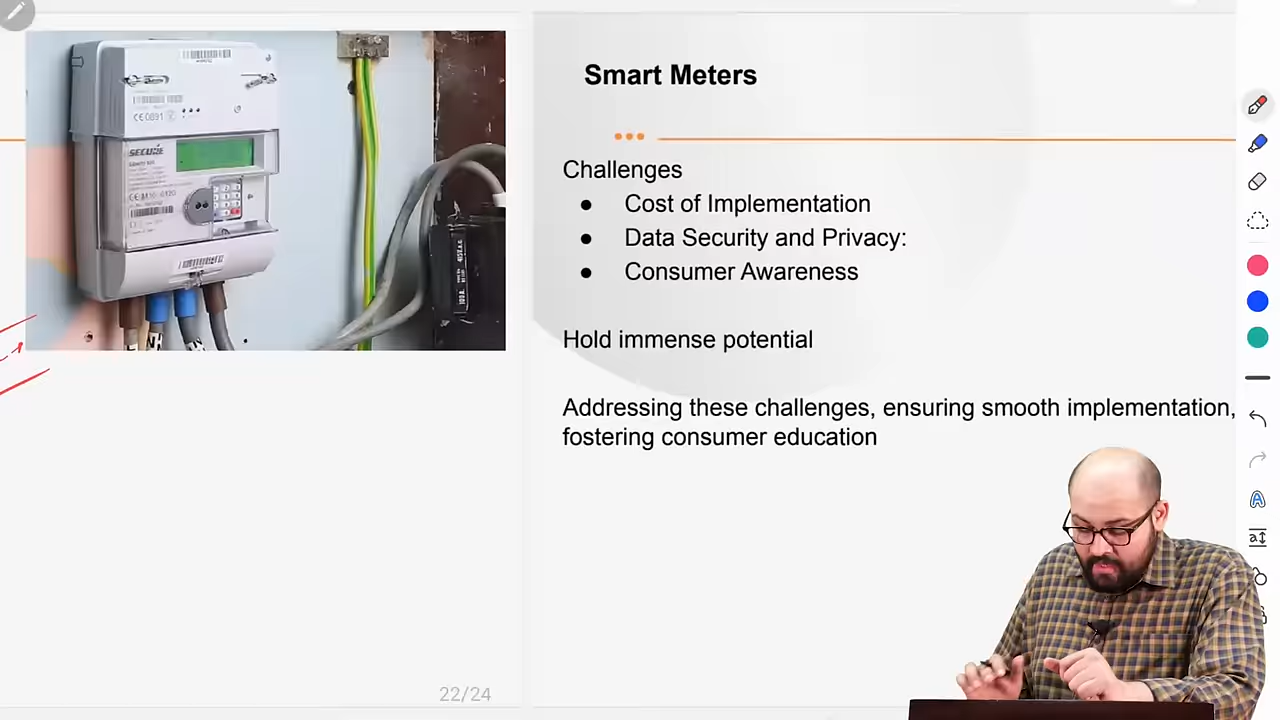 Smart Meters
Challenges
● Cost of Implementation
● Data Security and Privacy:
● Consumer Awareness
Hold immense potential
Addressing these challenges, ensuring smooth implementation,
fostering consumer education
SECURE
CE0891
22/24